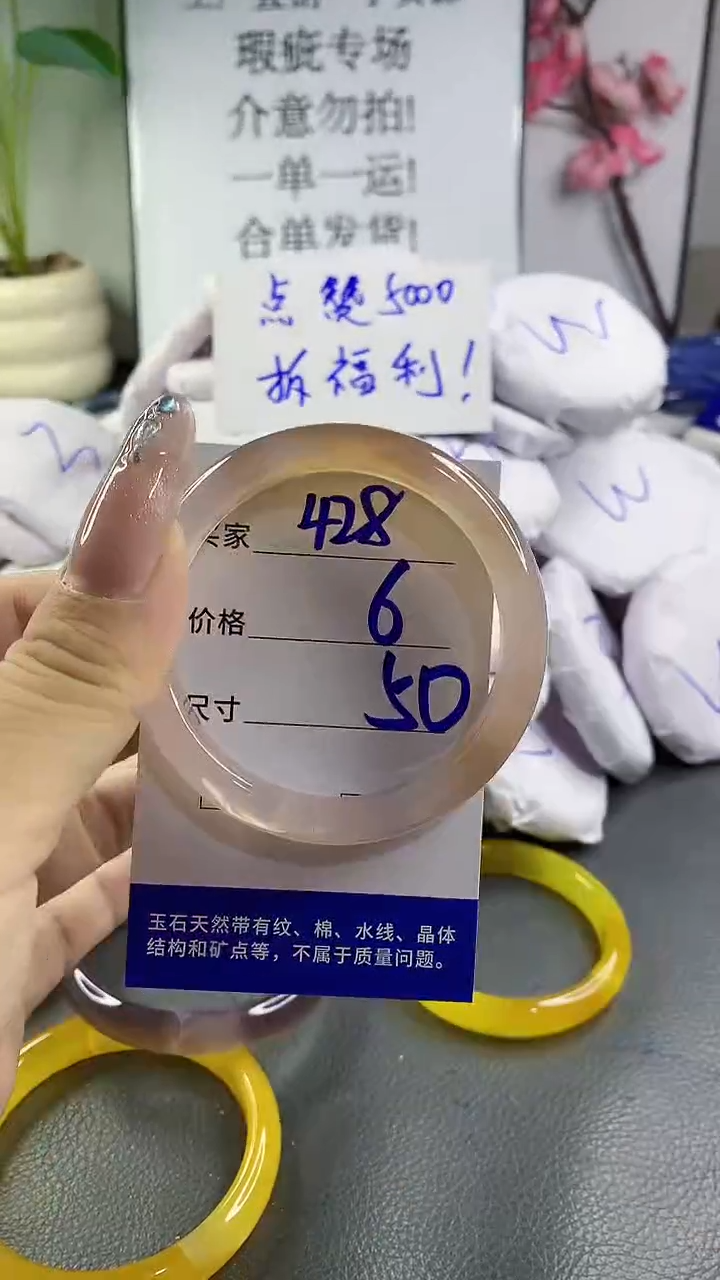 瑕疵专场
介意勿拍!
一单一运!
合单发货!
点赞5000
拆福利!
买家 428
价格 6
尺寸 50
玉石天然带有纹、棉、水线、晶体
结构和矿点等，不属于质量问题。
W
W